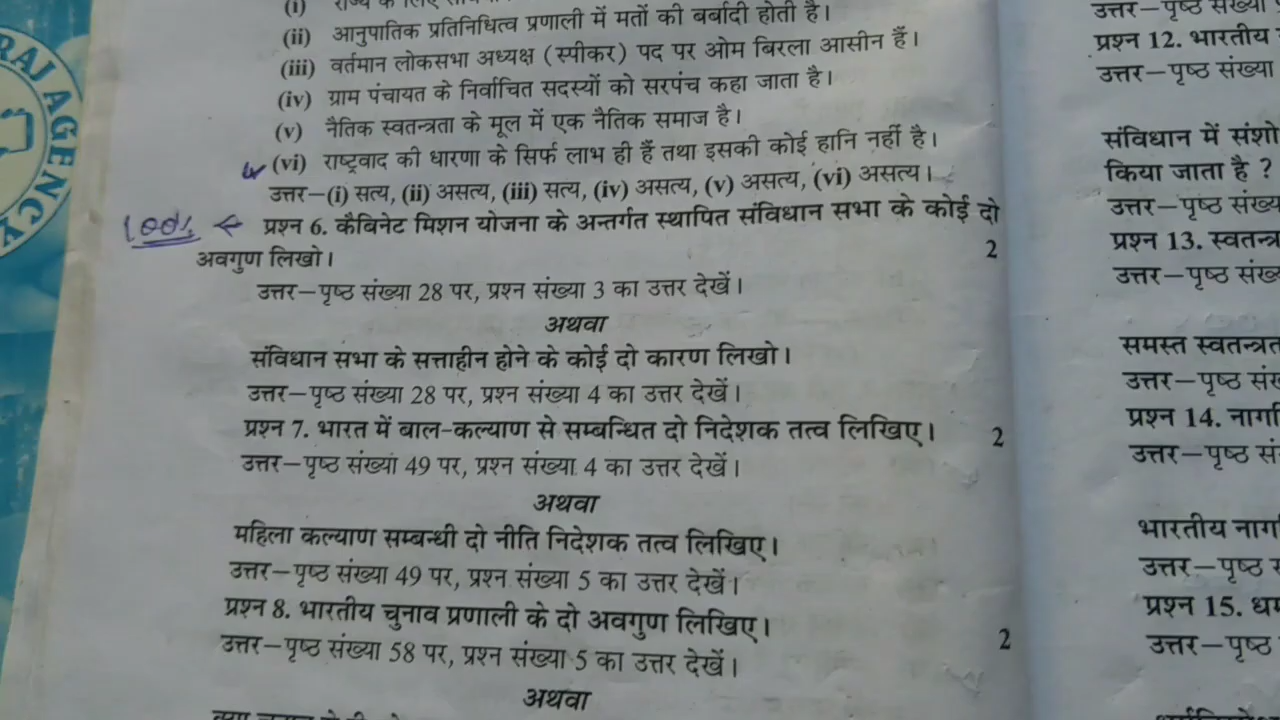 (i) राज्य के लिए
(ii) आनुपातिक प्रतिनिधित्व प्रणाली में मतों की बर्बादी होती है।
(iii) वर्तमान लोकसभा अध्यक्ष (स्पीकर) पद पर ओम बिरला आसीन हैं।
(iv) ग्राम पंचायत के निर्वाचित सदस्यों को सरपंच कहा जाता है।
(v) नैतिक स्वतन्त्रता के मूल में एक नैतिक समाज है।
(vi) राष्ट्रवाद की धारणा के सिर्फ लाभ ही हैं तथा इसकी कोई हानि नहीं है।
उत्तर–(i) सत्य, (ii) असत्य, (iii) सत्य, (iv) असत्य, (v) असत्य, (vi) असत्य।
100% ← प्रश्न 6. कैबिनेट मिशन योजना के अन्तर्गत स्थापित संविधान सभा के कोई दो
अवगुण लिखो। 2
उत्तर–पृष्ठ संख्या 28 पर, प्रश्न संख्या 3 का उत्तर देखें।
अथवा
संविधान सभा के सत्ताहीन होने के कोई दो कारण लिखो।
उत्तर–पृष्ठ संख्या 28 पर, प्रश्न संख्या 4 का उत्तर देखें।
प्रश्न 7. भारत में बाल-कल्याण से सम्बन्धित दो निदेशक तत्व लिखिए। 2
उत्तर–पृष्ठ संख्या 49 पर, प्रश्न संख्या 4 का उत्तर देखें।
अथवा
महिला कल्याण सम्बन्धी दो नीति निदेशक तत्व लिखिए।
उत्तर–पृष्ठ संख्या 49 पर, प्रश्न संख्या 5 का उत्तर देखें।
प्रश्न 8. भारतीय चुनाव प्रणाली के दो अवगुण लिखिए।
उत्तर–पृष्ठ संख्या 58 पर, प्रश्न संख्या 5 का उत्तर देखें। 2
अथवा
उत्तर–पृष्ठ संख्या
प्रश्न 12. भारतीय
उत्तर–पृष्ठ संख्या
संविधान में संशो
किया जाता है ?
उत्तर–पृष्ठ संख्य
प्रश्न 13. स्वतन्त्र
उत्तर–पृष्ठ संख
समस्त स्वतन्त्रत
उत्तर–पृष्ठ संख
प्रश्न 14. नागरि
उत्तर–पृष्ठ सं
भारतीय नाग
उत्तर–पृष्ठ
प्रश्न 15. धर्म
उत्तर–पृष्ठ
RAJ AGENCY